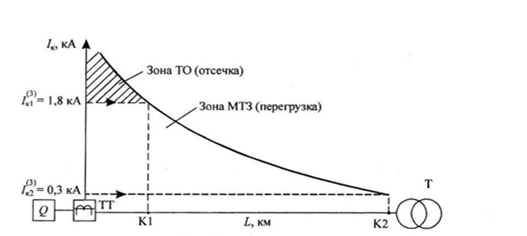 Iк, кА
Зона ТО (отсечка)
Зона МТЗ (перегрузка)
I(3)к1 = 1,8 кА
I(3)к2 = 0,3 кА
Т
Q
ТТ
К1
L, км
К2